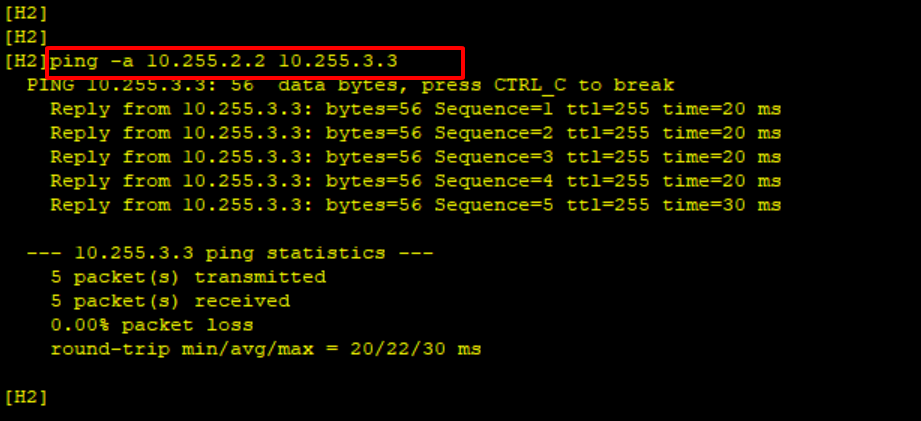 [H2]
[H2]
[H2]ping -a 10.255.2.2 10.255.3.3
  PING 10.255.3.3: 56  data bytes, press CTRL_C to break
    Reply from 10.255.3.3: bytes=56 Sequence=1 ttl=255 time=20 ms
    Reply from 10.255.3.3: bytes=56 Sequence=2 ttl=255 time=20 ms
    Reply from 10.255.3.3: bytes=56 Sequence=3 ttl=255 time=20 ms
    Reply from 10.255.3.3: bytes=56 Sequence=4 ttl=255 time=20 ms
    Reply from 10.255.3.3: bytes=56 Sequence=5 ttl=255 time=30 ms

  --- 10.255.3.3 ping statistics ---
    5 packet(s) transmitted
    5 packet(s) received
    0.00% packet loss
    round-trip min/avg/max = 20/22/30 ms

[H2]